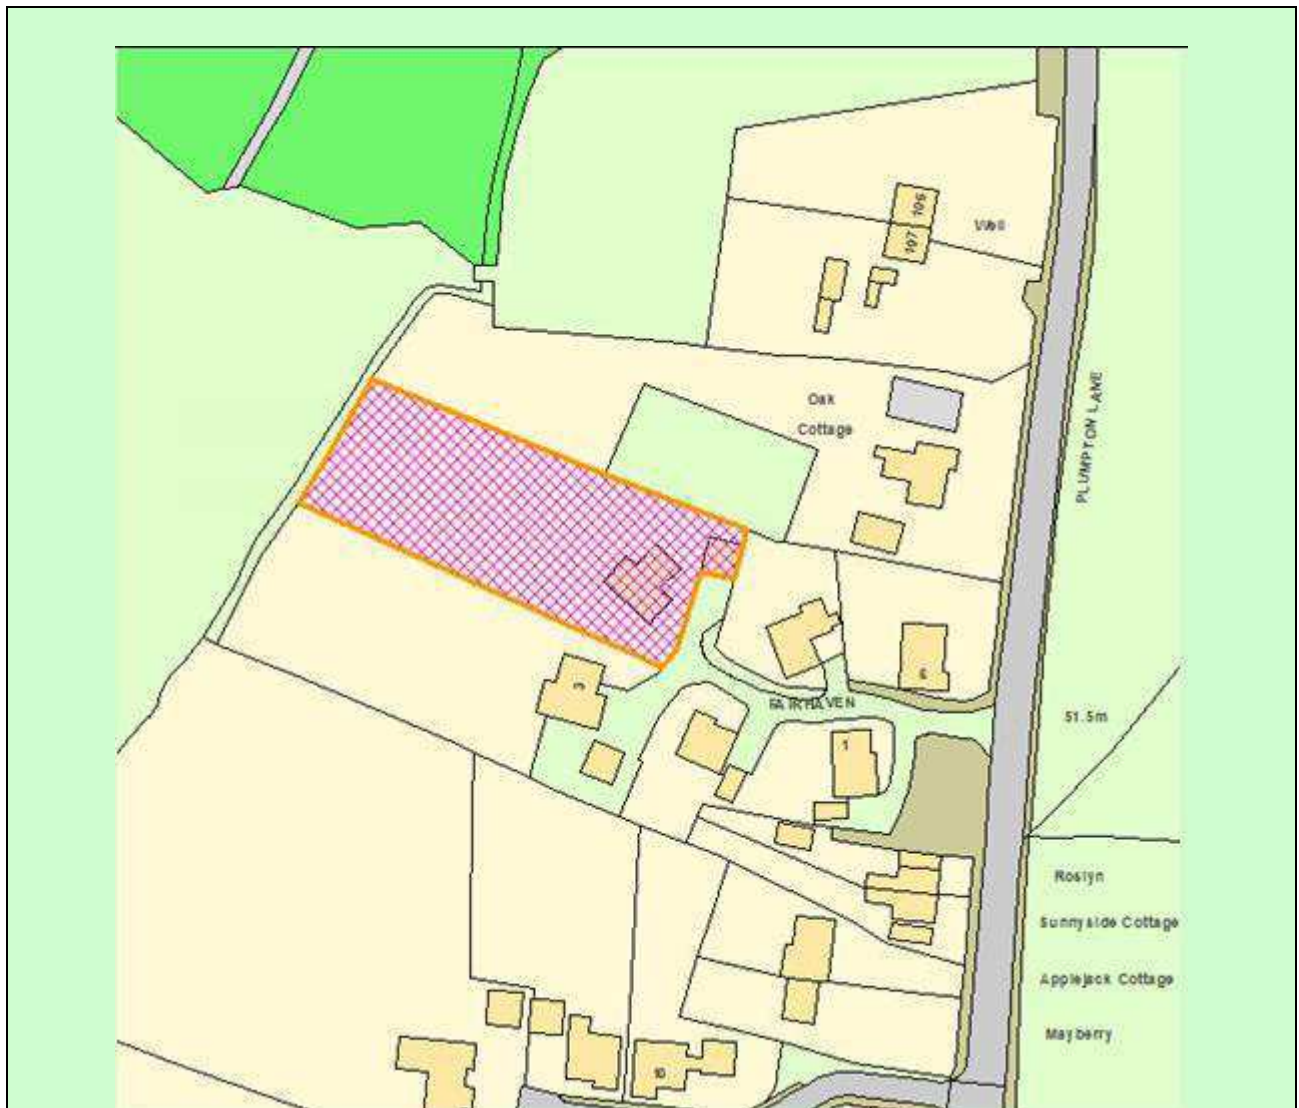 106
107
Well
Oak
Cottage
PLUMPTON LANE
FAIRHAVEN
6
3
1
51.5m
Roslyn
Sunnyside Cottage
Applejack Cottage
Mayberry
10